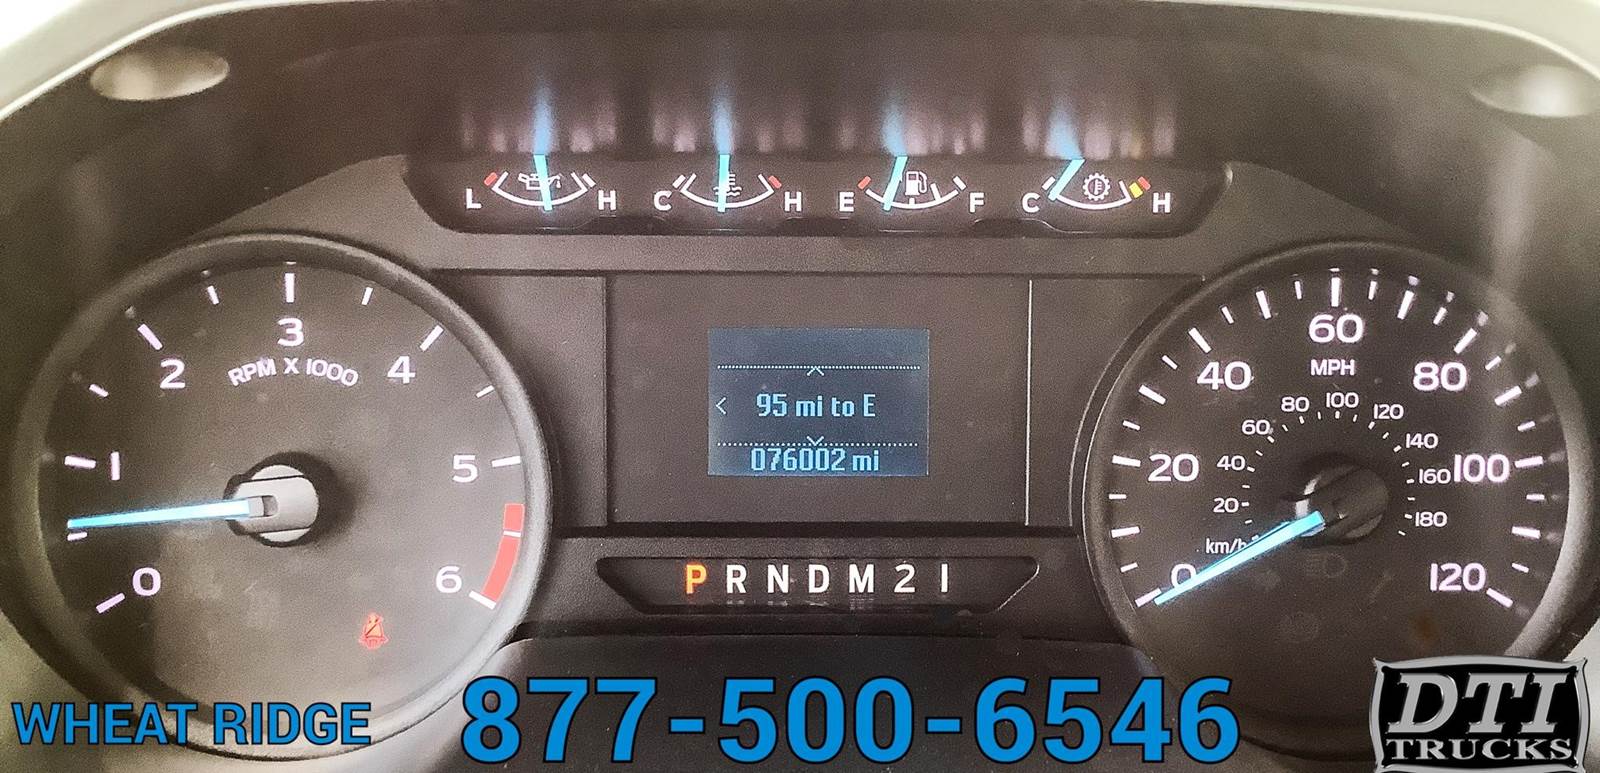 L H C H E F C H
0 1 2 3 4 5 6
RPM X 1000
95 mi to E
076002 mi
P R N D M 2 1
0 20 40 60 80 100 120
MPH
20 40 60 80 100 120 140 160 180
km/h
WHEAT RIDGE
877-500-6546
DTI
TRUCKS